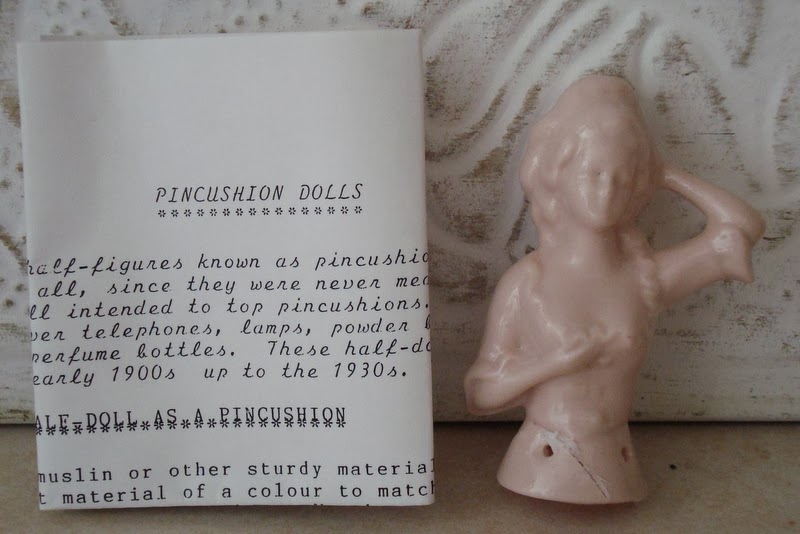 PINCUSHION DOLLS
****************
half-figures known as pincushio
all, since they were never mea
ll intended to top pincushions.
ver telephones, lamps, powder b
perfume bottles. These half-do
early 1900s up to the 1930s.
ALF-DOLL AS A PINCUSHION
muslin or other sturdy material
t material of a colour to match